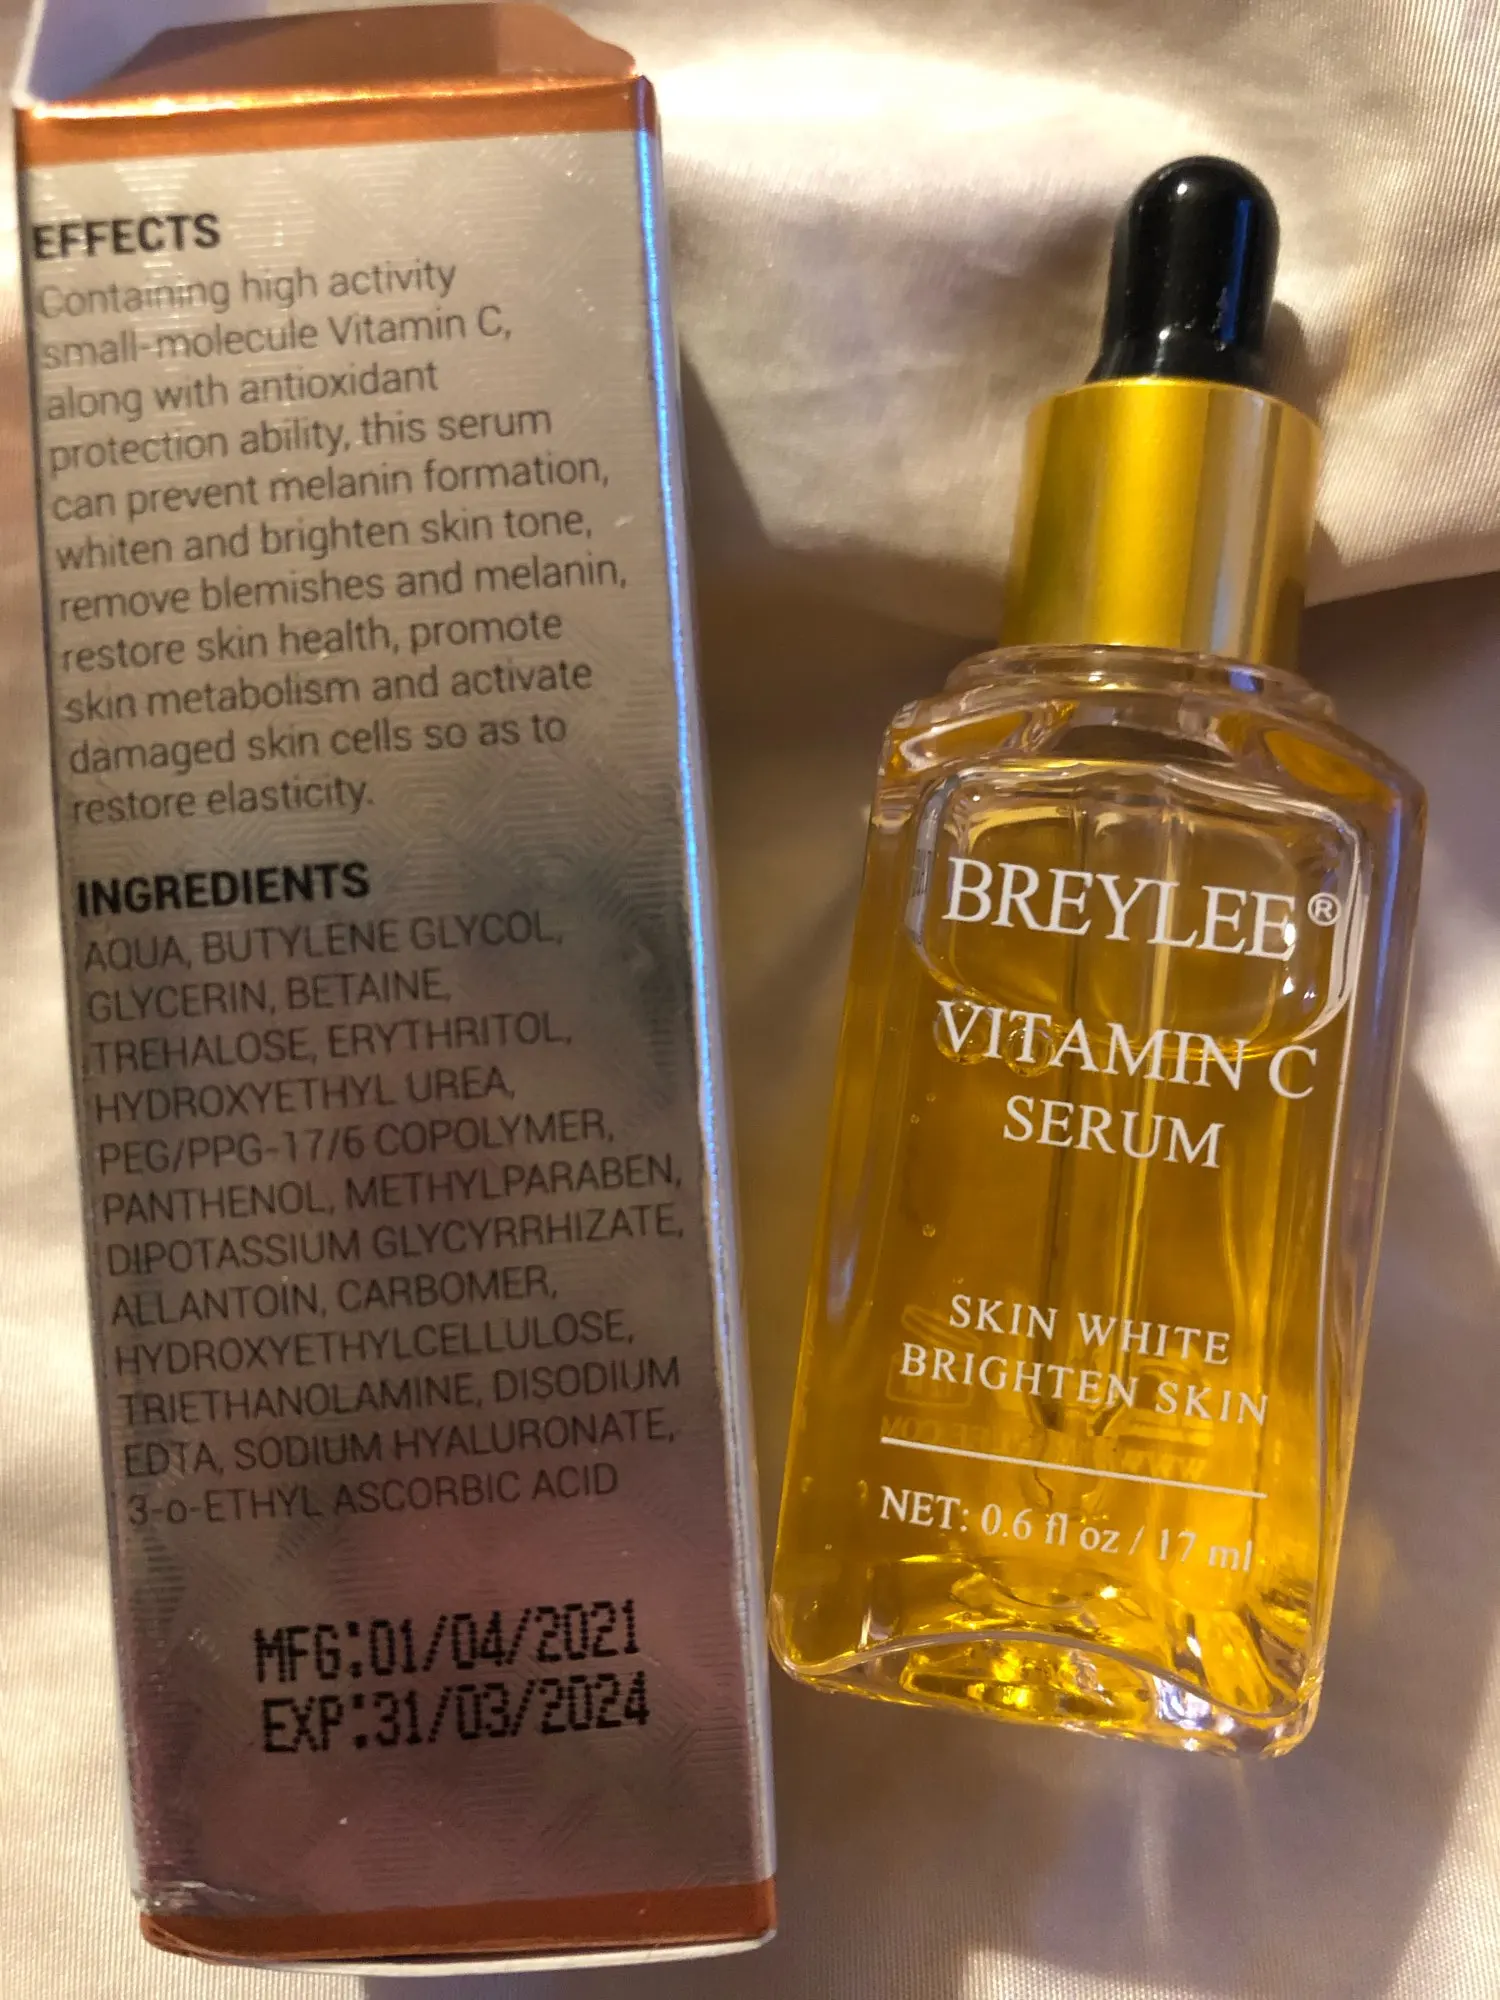 EFFECTS
Containing high activity
small-molecule Vitamin C,
along with antioxidant
protection ability, this serum
can prevent melanin formation,
whiten and brighten skin tone,
remove blemishes and melanin,
restore skin health, promote
skin metabolism and activate
damaged skin cells so as to
restore elasticity.
INGREDIENTS
AQUA, BUTYLENE GLYCOL,
GLYCERIN, BETAINE,
TREHALOSE, ERYTHRITOL,
HYDROXYETHYL UREA,
PEG/PPG-17/6 COPOLYMER,
PANTHENOL, METHYLPARABEN,
DIPOTASSIUM GLYCYRRHIZATE,
ALLANTOIN, CARBOMER,
HYDROXYETHYLCELLULOSE,
TRIETHANOLAMINE, DISODIUM
EDTA, SODIUM HYALURONATE,
3-o-ETHYL ASCORBIC ACID
MFG:01/04/2021
EXP:31/03/2024
BREYLEE®
VITAMIN C
SERUM
SKIN WHITE
BRIGHTEN SKIN
NET: 0.6 fl oz / 17 ml